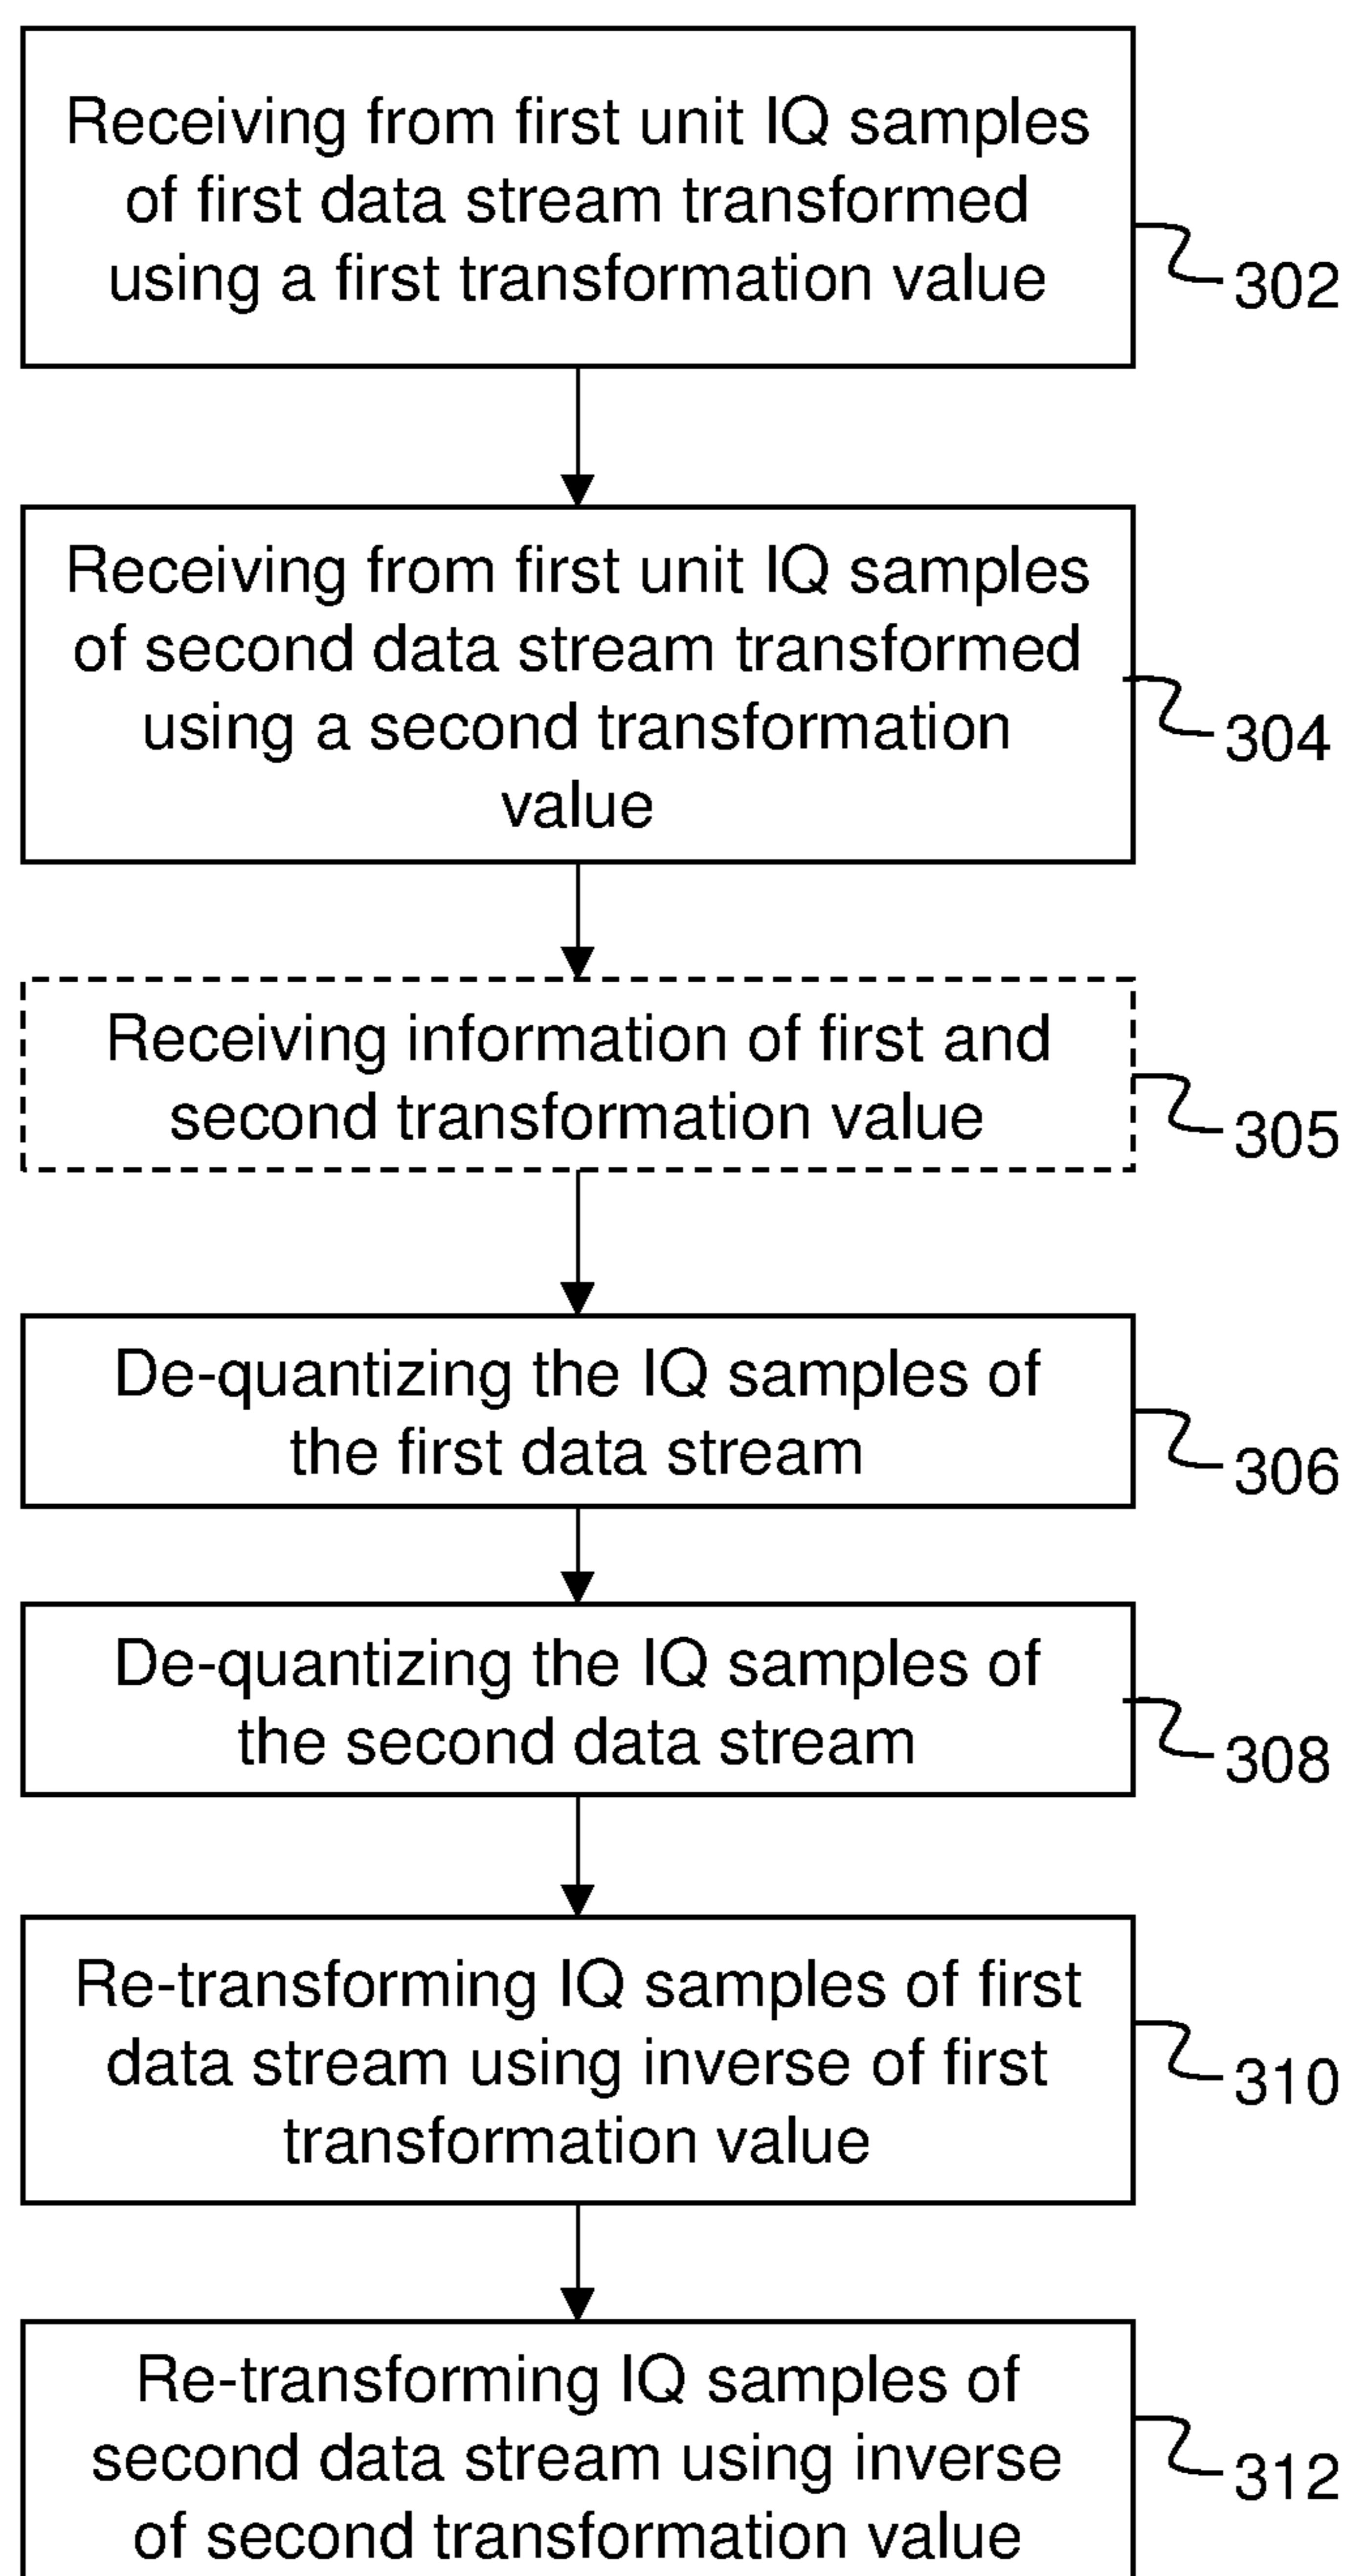 Receiving from first unit IQ samples
of first data stream transformed
using a first transformation value
302
Receiving from first unit IQ samples
of second data stream transformed
using a second transformation
value
304
Receiving information of first and
second transformation value
305
De-quantizing the IQ samples of
the first data stream
306
De-quantizing the IQ samples of
the second data stream
308
Re-transforming IQ samples of first
data stream using inverse of first
transformation value
310
Re-transforming IQ samples of
second data stream using inverse
of second transformation value
312